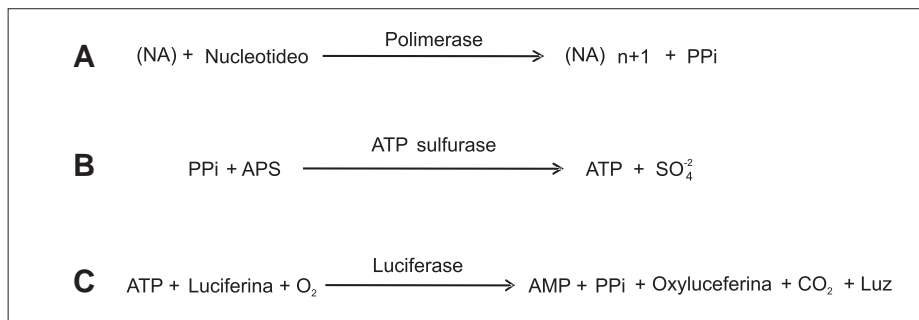 Polimerase
A (NA) + Nucleotideo (NA) n+1 + PPi
ATP sulfurase
B PPi + APS ATP + SO₄⁻²
Luciferase
C ATP + Luciferina + O₂ AMP + PPi + Oxyluceferina + CO₂ + Luz